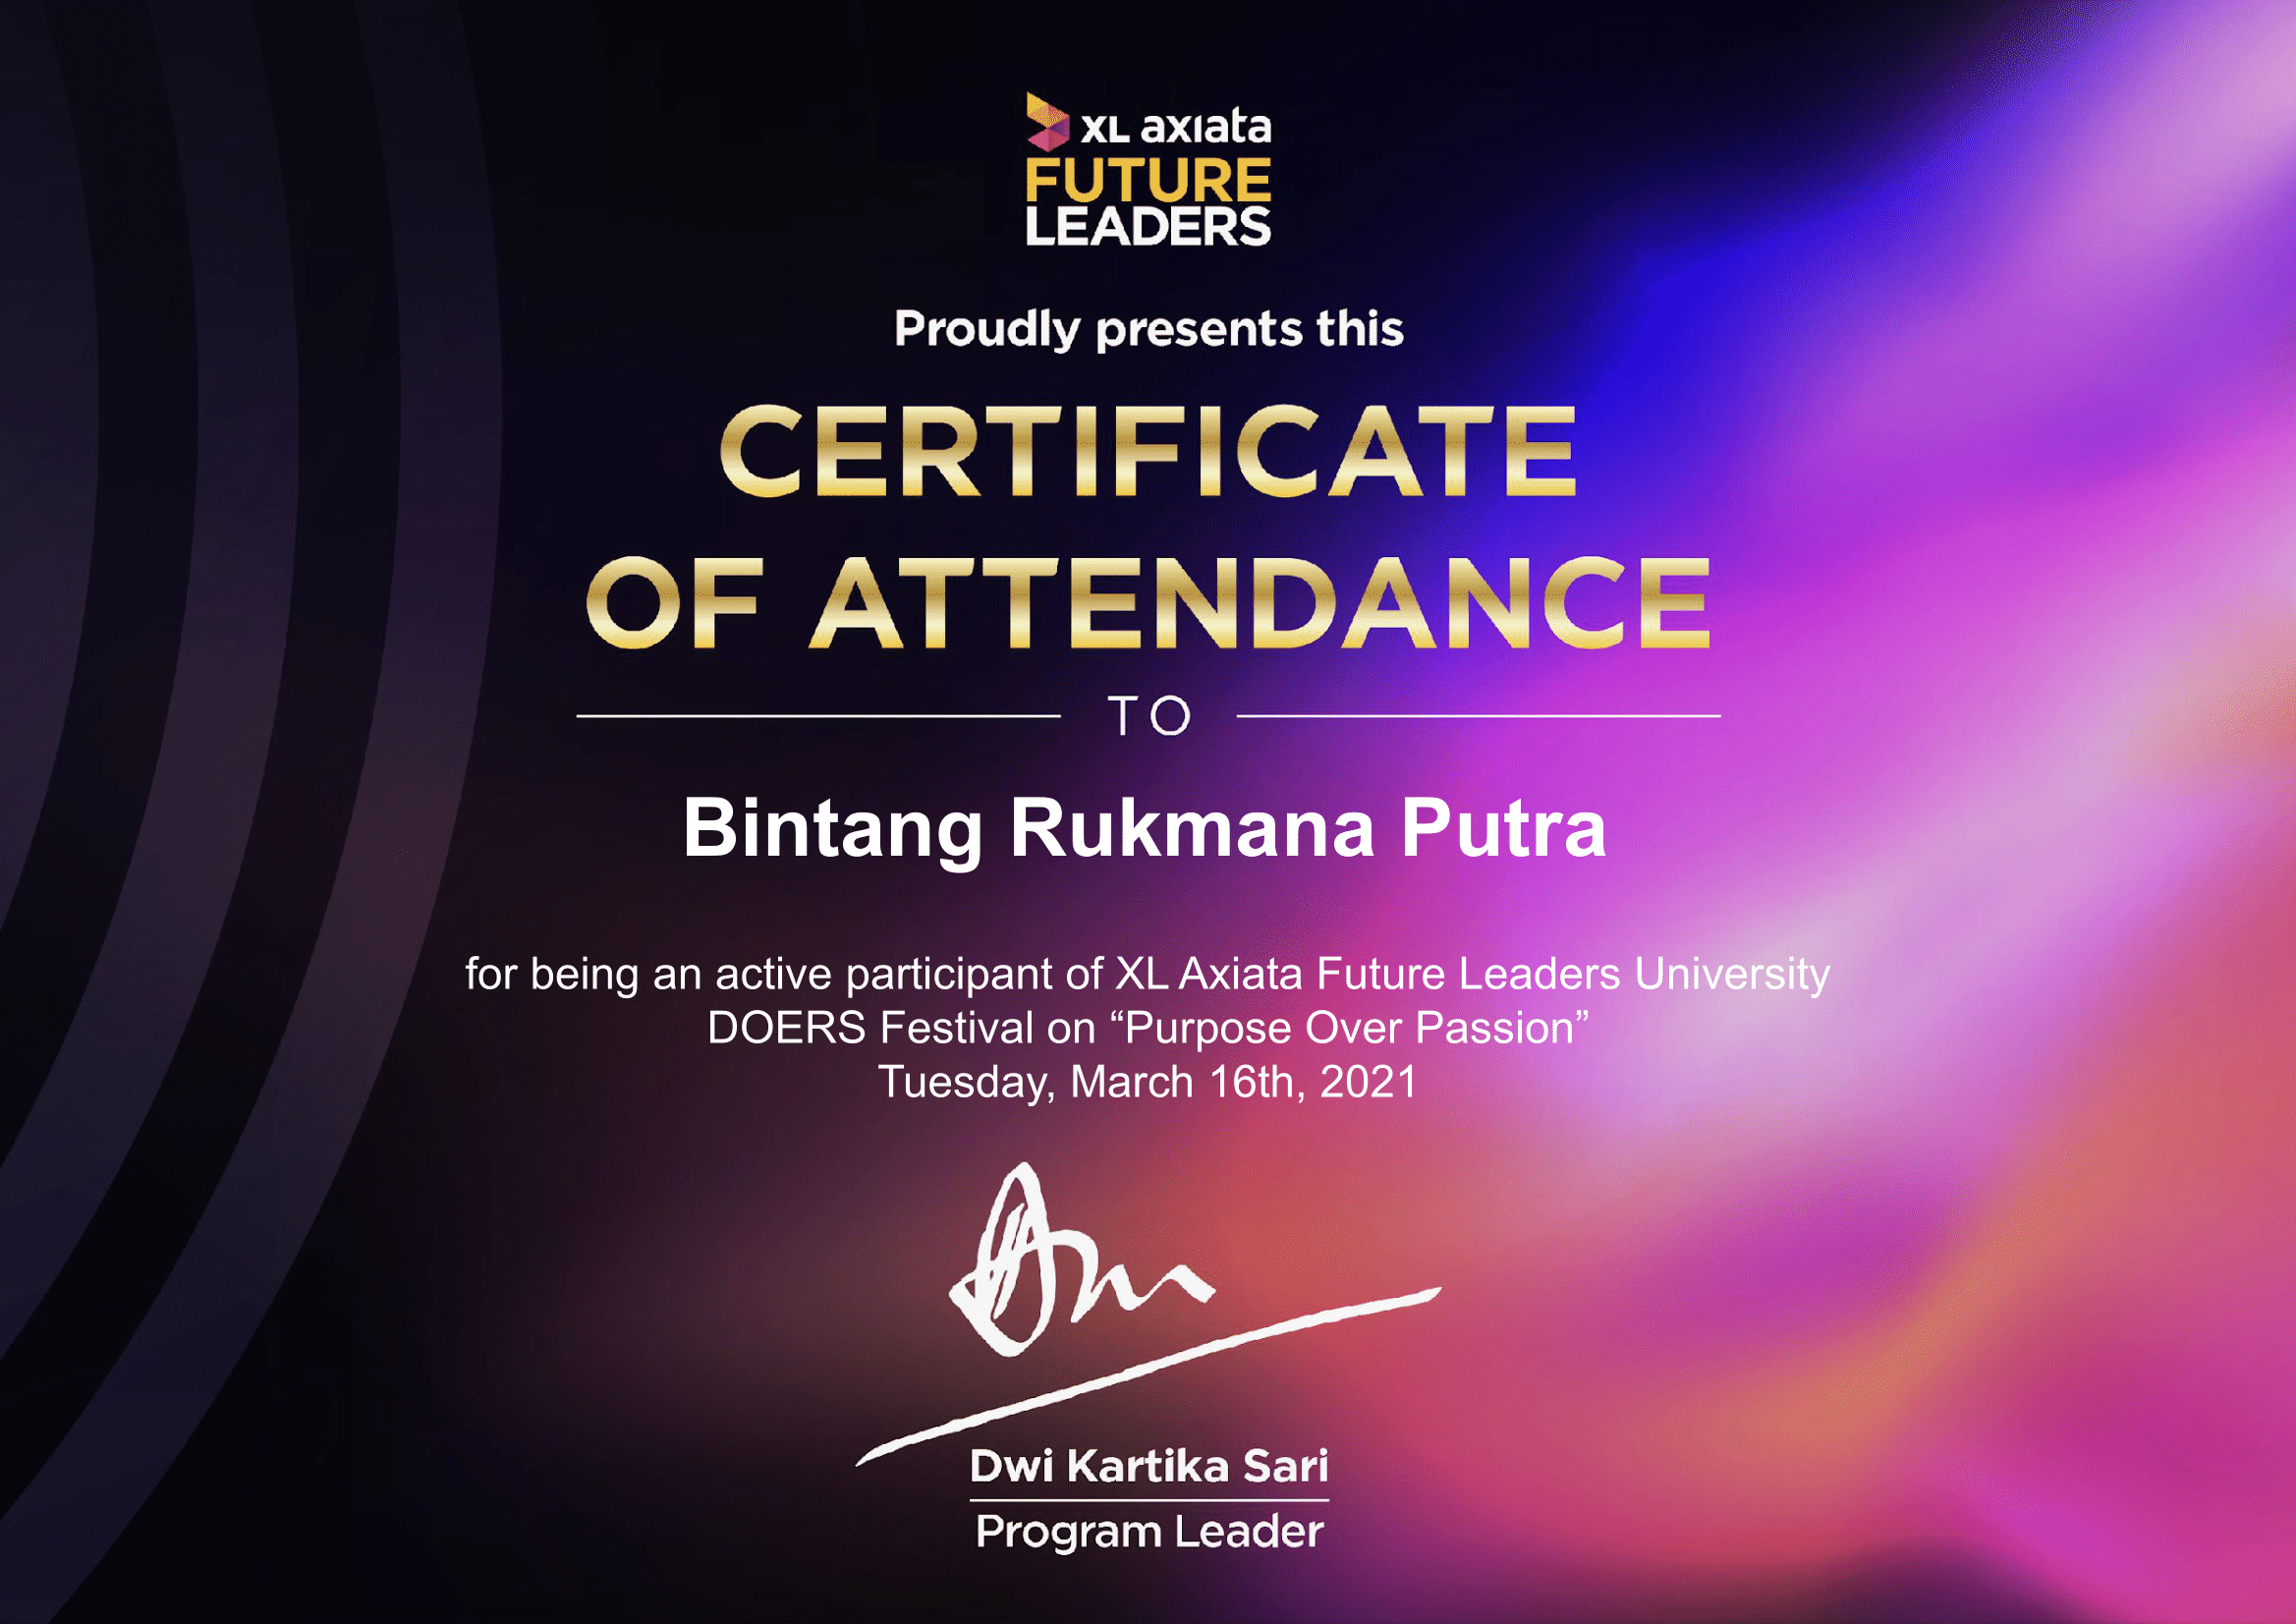 XL axiata
FUTURE
LEADERS
Proudly presents this
CERTIFICATE
OF ATTENDANCE
TO
Bintang Rukmana Putra
for being an active participant of XL Axiata Future Leaders University
DOERS Festival on “Purpose Over Passion”
Tuesday, March 16th, 2021
Dwi Kartika Sari
Program Leader